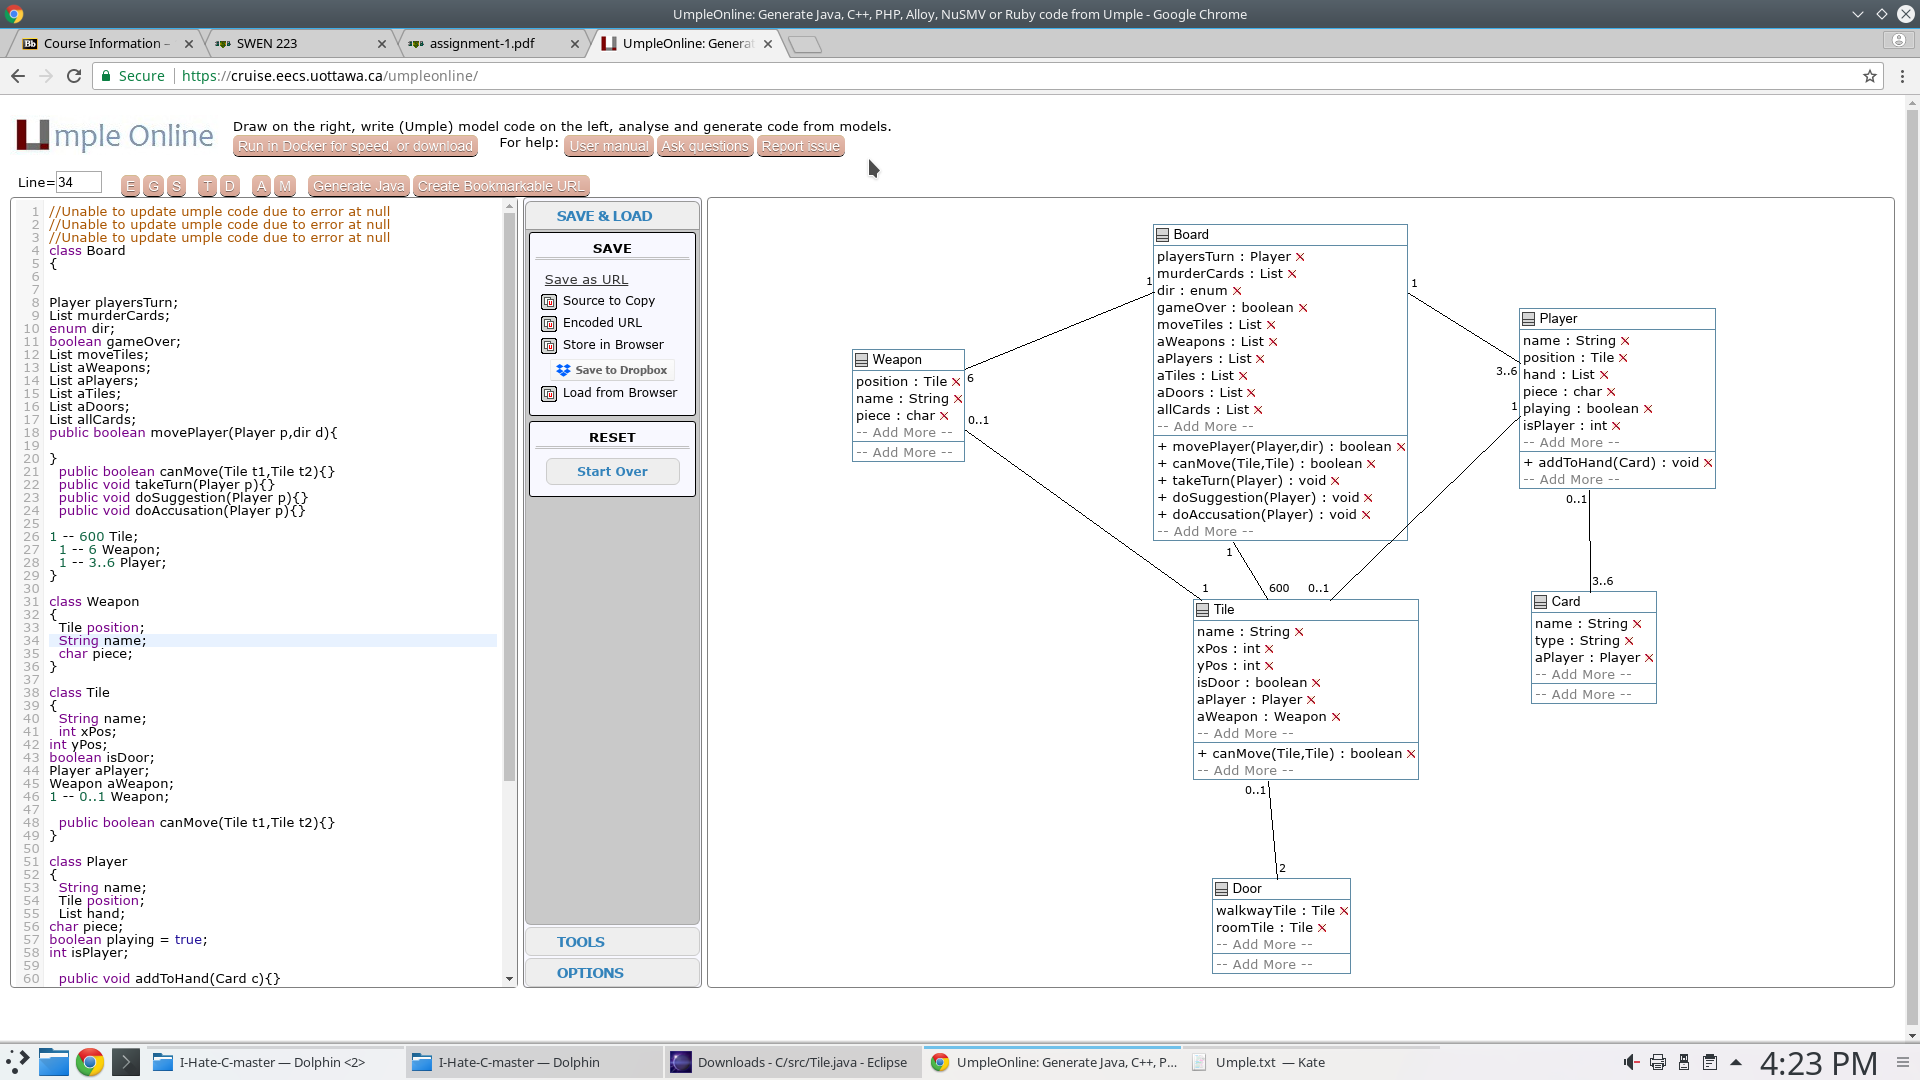 UmpleOnline: Generate Java, C++, PHP, Alloy, NuSMV or Ruby code from Umple - Google Chrome
Course Information –
SWEN 223
assignment-1.pdf
UmpleOnline: Genera
Secure
https://cruise.eecs.uottawa.ca/umpleonline/
Umple Online
Draw on the right, write (Umple) model code on the left, analyse and generate code from models.
Run in Docker for speed, or download
For help:
User manual
Ask questions
Report issue
Line=
34
E
G
S
T
D
A
M
Generate Java
Create Bookmarkable URL
1 //Unable to update umple code due to error at null
2 //Unable to update umple code due to error at null
3 //Unable to update umple code due to error at null
4 class Board
5 {
6
7
8 Player playersTurn;
9 List murderCards;
10 enum dir;
11 boolean gameOver;
12 List moveTiles;
13 List aWeapons;
14 List aPlayers;
15 List aTiles;
16 List aDoors;
17 List allCards;
18 public boolean movePlayer(Player p,dir d){
19
20 }
21 public boolean canMove(Tile t1,Tile t2){}
22 public void takeTurn(Player p){}
23 public void doSuggestion(Player p){}
24 public void doAccusation(Player p){}
25
26 1 -- 600 Tile;
27 1 -- 6 Weapon;
28 1 -- 3..6 Player;
29 }
30
31 class Weapon
32 {
33 Tile position;
34 String name;
35 char piece;
36 }
37
38 class Tile
39 {
40 String name;
41 int xPos;
42 int yPos;
43 boolean isDoor;
44 Player aPlayer;
45 Weapon aWeapon;
46 1 -- 0..1 Weapon;
47
48 public boolean canMove(Tile t1,Tile t2){}
49 }
50
51 class Player
52 {
53 String name;
54 Tile position;
55 List hand;
56 char piece;
57 boolean playing = true;
58 int isPlayer;
59
60 public void addToHand(Card c){}
SAVE & LOAD
SAVE
Save as URL
Source to Copy
Encoded URL
Store in Browser
Save to Dropbox
Load from Browser
RESET
Start Over
TOOLS
OPTIONS
Board
playersTurn : Player
murderCards : List
dir : enum
gameOver : boolean
moveTiles : List
aWeapons : List
aPlayers : List
aTiles : List
aDoors : List
allCards : List
-- Add More --
+ movePlayer(Player,dir) : boolean
+ canMove(Tile,Tile) : boolean
+ takeTurn(Player) : void
+ doSuggestion(Player) : void
+ doAccusation(Player) : void
-- Add More --
1
1
1
600
0..1
1
Weapon
position : Tile
name : String
piece : char
-- Add More --
-- Add More --
6
0..1
Player
name : String
position : Tile
hand : List
piece : char
playing : boolean
isPlayer : int
-- Add More --
+ addToHand(Card) : void
-- Add More --
3..6
1
0..1
3..6
Card
name : String
type : String
aPlayer : Player
-- Add More --
-- Add More --
Tile
name : String
xPos : int
yPos : int
isDoor : boolean
aPlayer : Player
aWeapon : Weapon
-- Add More --
+ canMove(Tile,Tile) : boolean
-- Add More --
0..1
2
Door
walkwayTile : Tile
roomTile : Tile
-- Add More --
-- Add More --
I-Hate-C-master — Dolphin <2>
I-Hate-C-master — Dolphin
Downloads - C/src/Tile.java - Eclipse
UmpleOnline: Generate Java, C++, P...
Umple.txt — Kate
4:23 PM